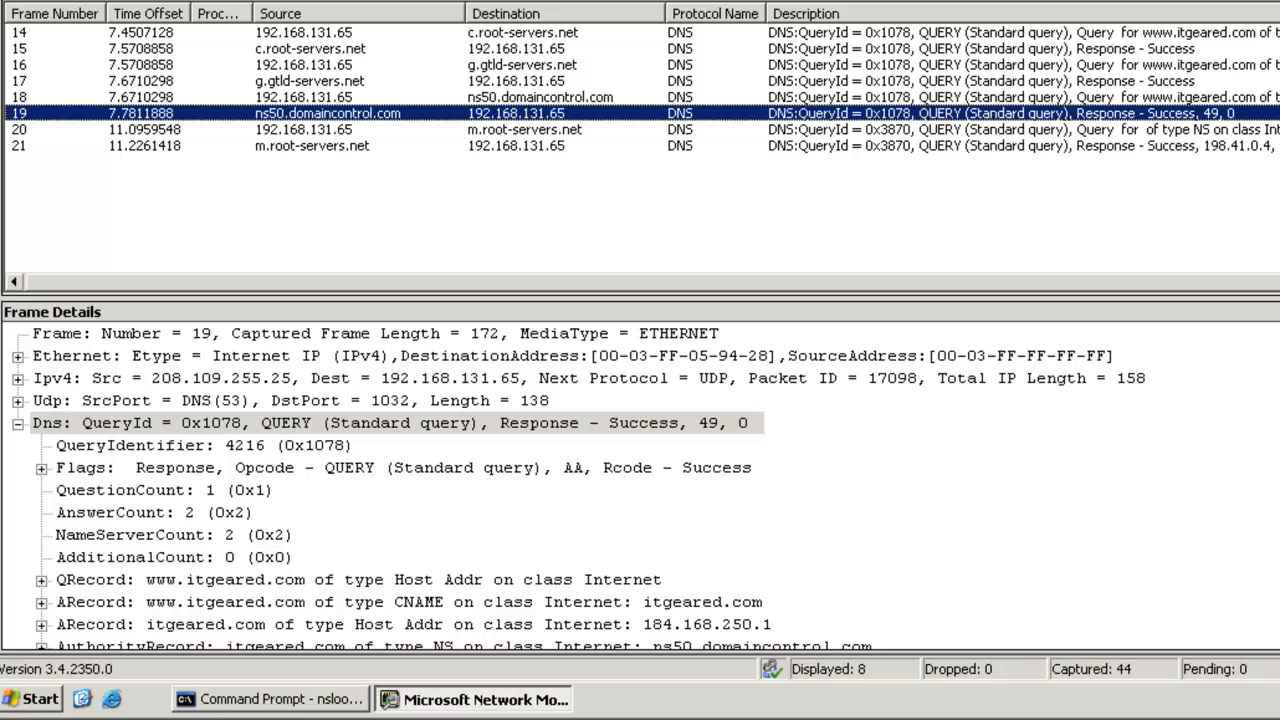 Frame Number Time Offset Proc... Source Destination Protocol Name Description
14 7.4507128 192.168.131.65 c.root-servers.net DNS DNS:QueryId = 0x1078, QUERY (Standard query), Query for www.itgeared.com of t
15 7.5708858 c.root-servers.net 192.168.131.65 DNS DNS:QueryId = 0x1078, QUERY (Standard query), Response - Success
16 7.5708858 192.168.131.65 g.gtld-servers.net DNS DNS:QueryId = 0x1078, QUERY (Standard query), Query for www.itgeared.com of t
17 7.6710298 g.gtld-servers.net 192.168.131.65 DNS DNS:QueryId = 0x1078, QUERY (Standard query), Response - Success
18 7.6710298 192.168.131.65 ns50.domaincontrol.com DNS DNS:QueryId = 0x1078, QUERY (Standard query), Query for www.itgeared.com of t
19 7.7811888 ns50.domaincontrol.com 192.168.131.65 DNS DNS:QueryId = 0x1078, QUERY (Standard query), Response - Success, 49, 0
20 11.0959548 192.168.131.65 m.root-servers.net DNS DNS:QueryId = 0x3870, QUERY (Standard query), Query for of type NS on class Int
21 11.2261418 m.root-servers.net 192.168.131.65 DNS DNS:QueryId = 0x3870, QUERY (Standard query), Response - Success, 198.41.0.4,
Frame Details
Frame: Number = 19, Captured Frame Length = 172, MediaType = ETHERNET
Ethernet: Etype = Internet IP (IPv4),DestinationAddress:[00-03-FF-05-94-28],SourceAddress:[00-03-FF-FF-FF-FF]
Ipv4: Src = 208.109.255.25, Dest = 192.168.131.65, Next Protocol = UDP, Packet ID = 17098, Total IP Length = 158
Udp: SrcPort = DNS(53), DstPort = 1032, Length = 138
Dns: QueryId = 0x1078, QUERY (Standard query), Response - Success, 49, 0
QueryIdentifier: 4216 (0x1078)
Flags: Response, Opcode - QUERY (Standard query), AA, Rcode - Success
QuestionCount: 1 (0x1)
AnswerCount: 2 (0x2)
NameServerCount: 2 (0x2)
AdditionalCount: 0 (0x0)
QRecord: www.itgeared.com of type Host Addr on class Internet
ARecord: www.itgeared.com of type CNAME on class Internet: itgeared.com
ARecord: itgeared.com of type Host Addr on class Internet: 184.168.250.1
AuthorityRecord: itgeared.com of type NS on class Internet: ns50.domaincontrol.com
Version 3.4.2350.0 Displayed: 8 Dropped: 0 Captured: 44 Pending: 0
Start Command Prompt - nsloo... Microsoft Network Mo...